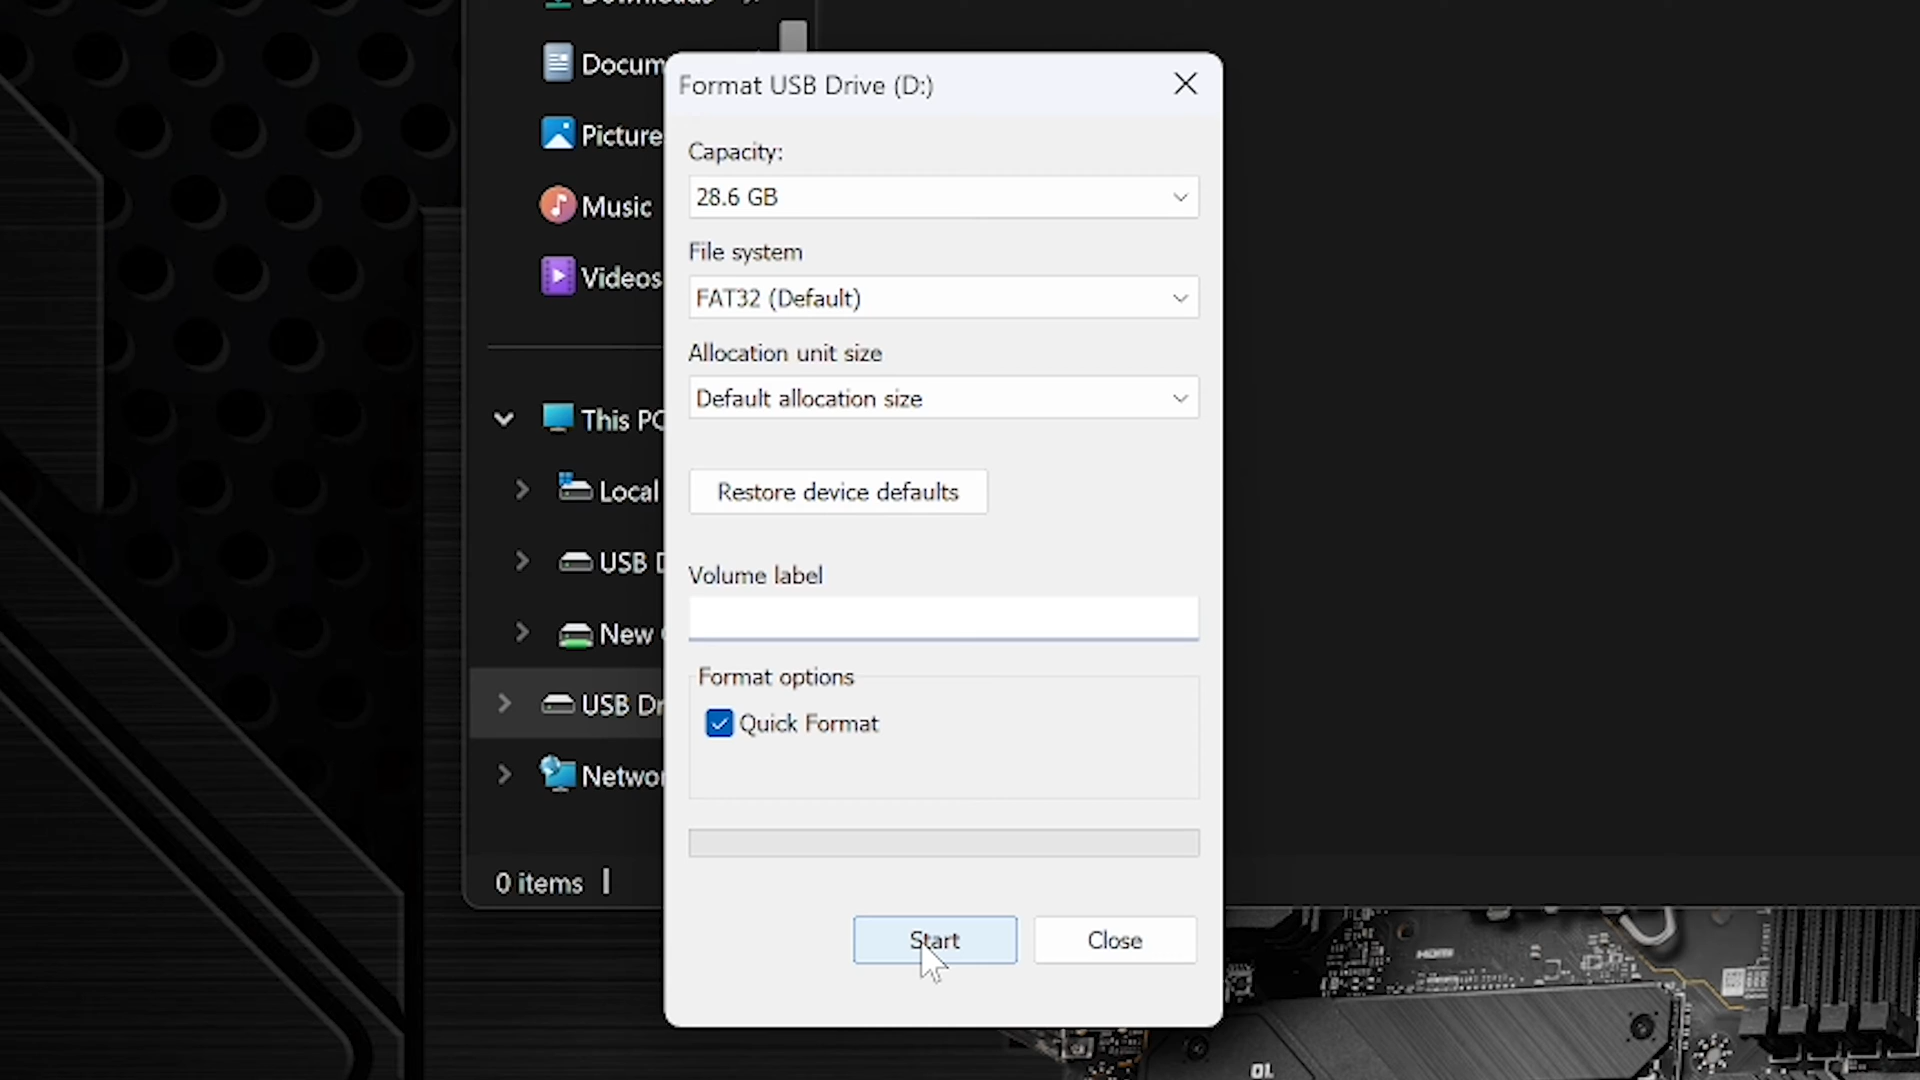 Docum
Picture
Music
Videos
This PC
Local
USB D
New
USB Dr
Networ
0 items
Format USB Drive (D:)
Capacity:
28.6 GB
File system
FAT32 (Default)
Allocation unit size
Default allocation size
Restore device defaults
Volume label
Format options
Quick Format
Start
Close
HDMI